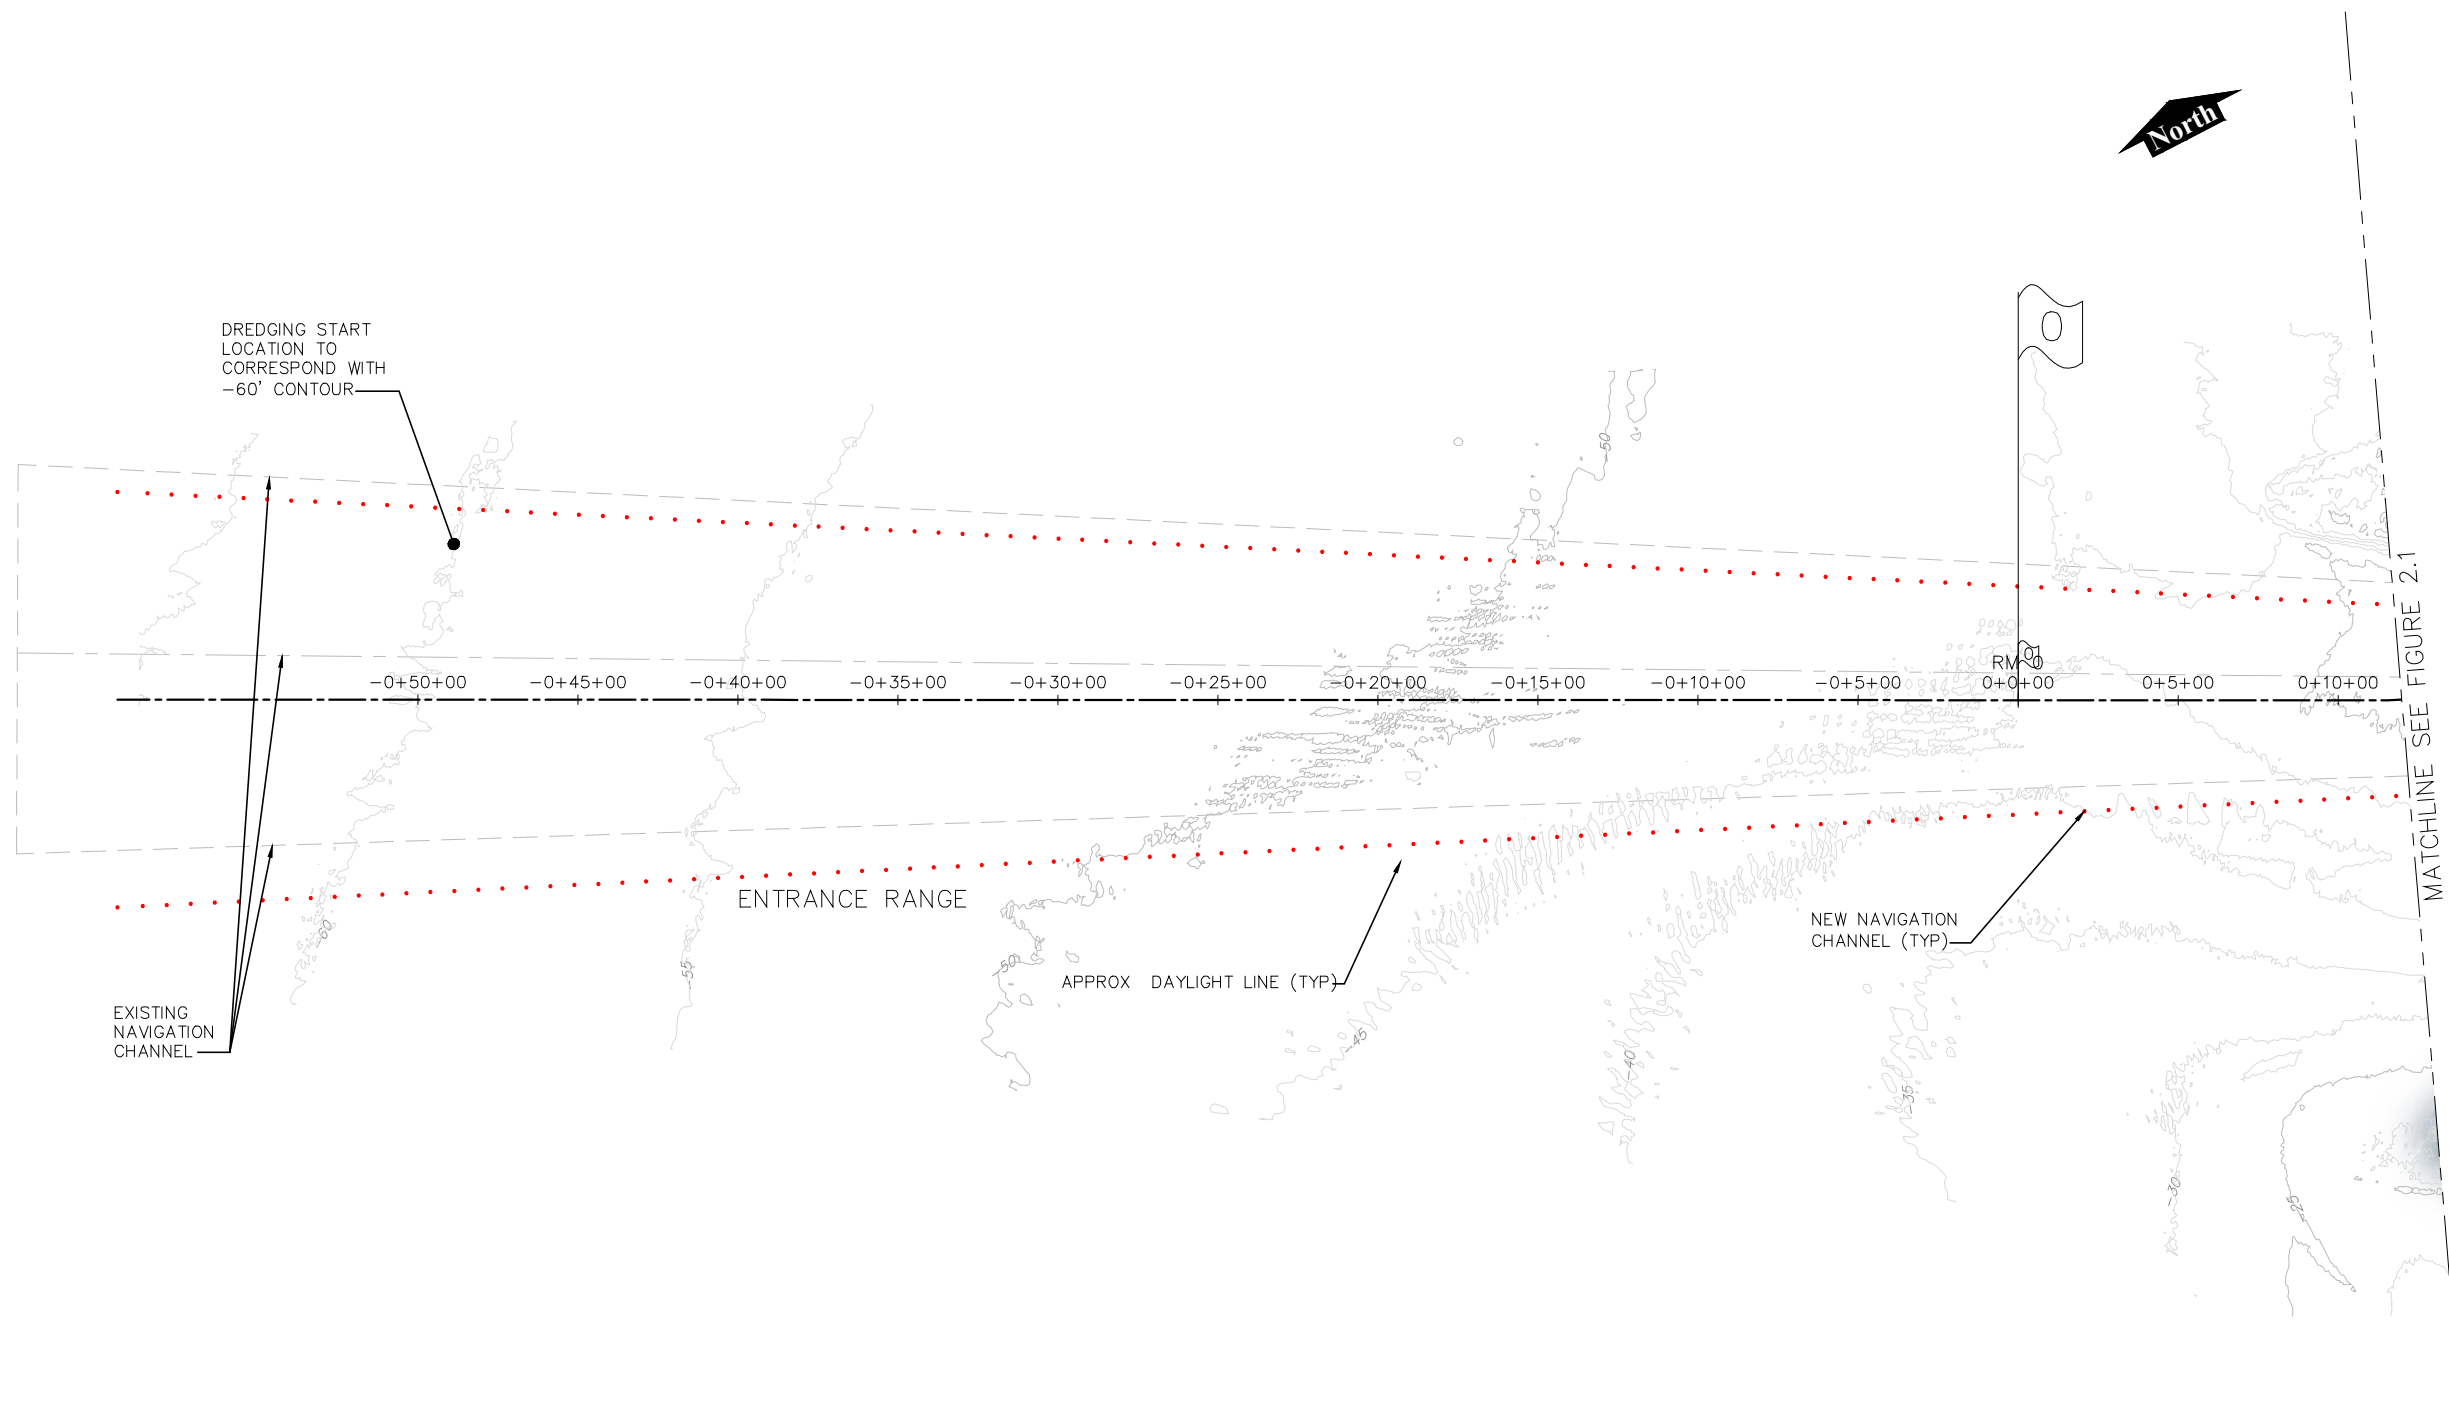 North
0
DREDGING START
LOCATION TO
CORRESPOND WITH
-60' CONTOUR
-50
MATCHLINE SEE FIGURE 2.1
0
RM 0
-0+50+00 -0+45+00 -0+40+00 -0+35+00 -0+30+00 -0+25+00 -0+20+00 -0+15+00 -0+10+00 -0+5+00 0+0+00 0+5+00 0+10+00
ENTRANCE RANGE
NEW NAVIGATION
CHANNEL (TYP)
-60
-55
-50
APPROX DAYLIGHT LINE (TYP)
EXISTING
NAVIGATION
CHANNEL
-45
-40
-35
-30
-25